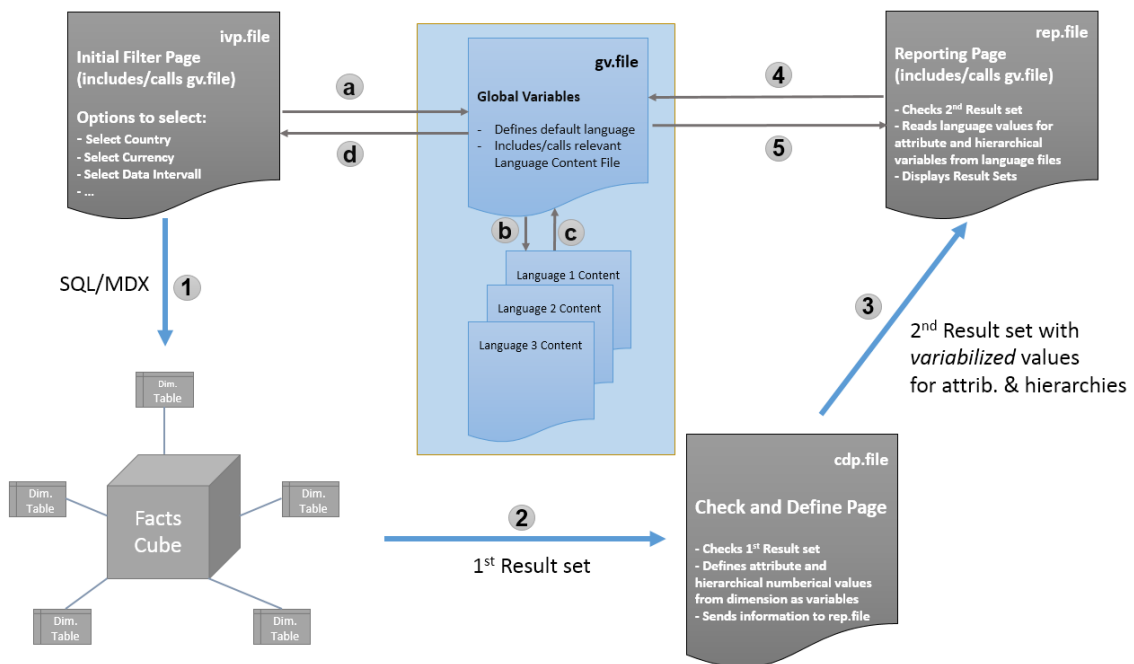 ivp.file
Initial Filter Page
(includes/calls gv.file)
Options to select:
- Select Country
- Select Currency
- Select Data Intervall
- ...
a
d
gv.file
Global Variables
- Defines default language
- Includes/calls relevant
Language Content File
b
c
Language 1 Content
Language 2 Content
Language 3 Content
4
5
rep.file
Reporting Page
(includes/calls gv.file)
- Checks 2nd Result set
- Reads language values for
attribute and hierarchical
variables from language files
- Displays Result Sets
SQL/MDX
1
Dim.
Table
Dim.
Table
Dim.
Table
Facts
Cube
Dim.
Table
Dim.
Table
2
1st Result set
3
2nd Result set with
variabilized values
for attrib. & hierarchies
cdp.file
Check and Define Page
- Checks 1st Result set
- Defines attribute and
hierarchical numberical values
from dimension as variables
- Sends information to rep.file